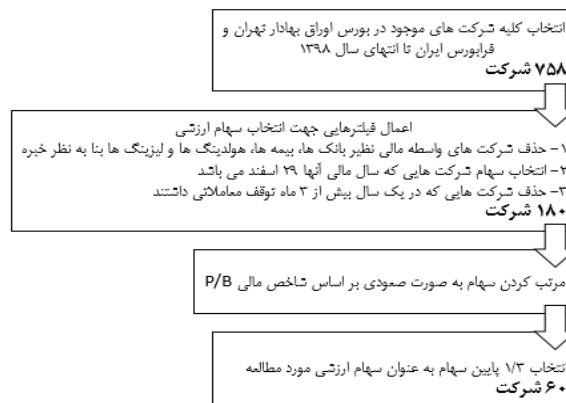 انتخاب کلیه شرکت های موجود در بورس اوراق بهادار تهران و
فرابورس ایران تا انتهای سال ۱۳۹۸
۷۵۸ شرکت
اعمال فیلترهایی جهت انتخاب سهام ارزشی
۱- حذف شرکت های واسطه مالی نظیر بانک ها، بیمه ها، هولدینگ ها و لیزینگ ها بنا به نظر خبره
۲- انتخاب سهام شرکت هایی که سال مالی آنها ۲۹ اسفند می باشد
۳- حذف شرکت هایی که در یک سال بیش از ۳ ماه توقف معاملاتی داشتند
۱۸۰ شرکت
مرتب کردن سهام به صورت صعودی بر اساس شاخص مالی P/B
انتخاب ۱/۳ پایین سهام به عنوان سهام ارزشی مورد مطالعه
۶۰ شرکت